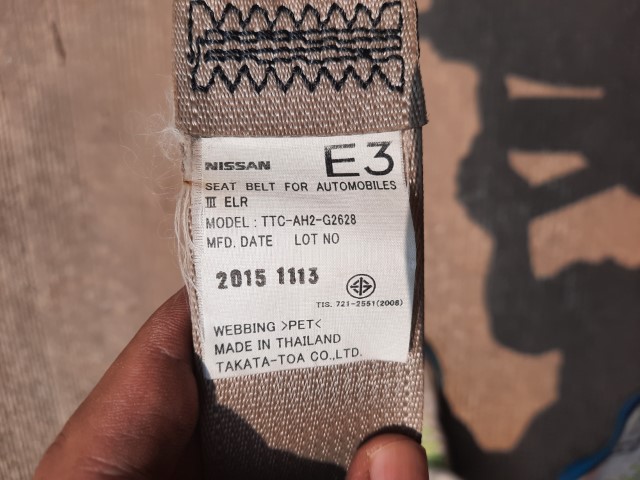 NISSAN E3
SEAT BELT FOR AUTOMOBILES
III ELR
MODEL : TTC-AH2-G2628
MFD. DATE LOT NO
2015 1113
TIS. 721-2551(2008)
WEBBING >PET<
MADE IN THAILAND
TAKATA-TOA CO.,LTD.